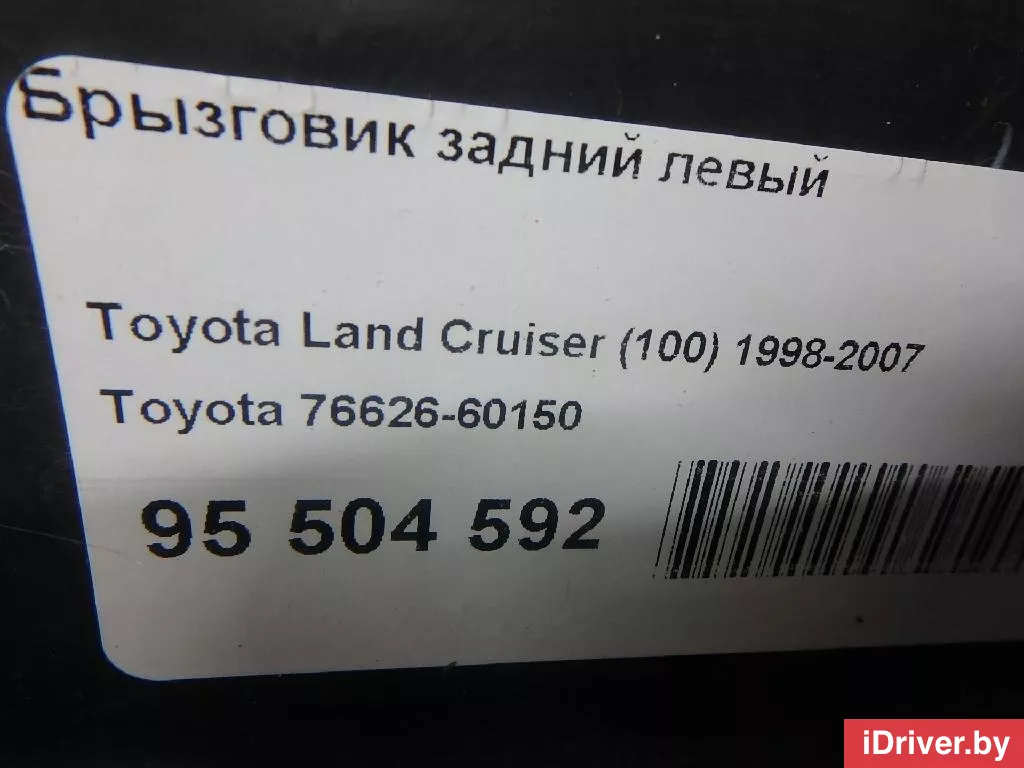 Брызговик задний левый
Toyota Land Cruiser (100) 1998-2007
Toyota 76626-60150
95 504 592
iDriver.by